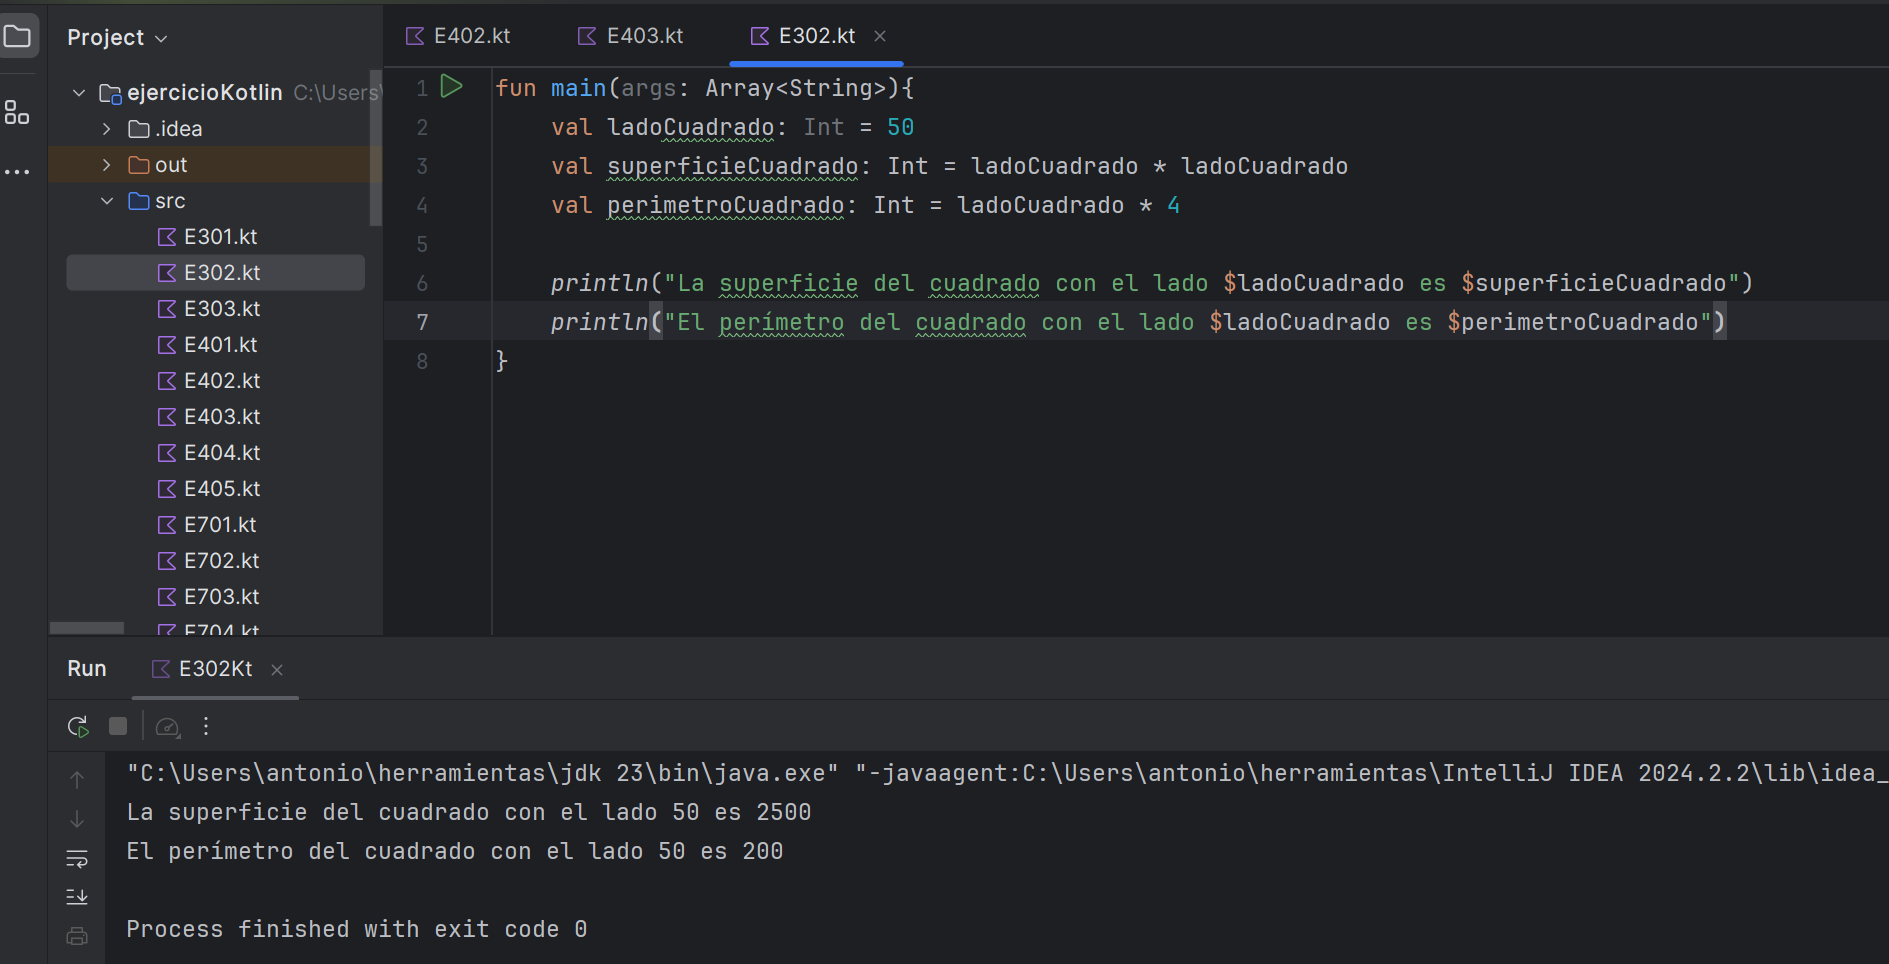 Project
E402.kt
E403.kt
E302.kt
ejercicioKotlin C:\Users\
.idea
out
src
E301.kt
E302.kt
E303.kt
E401.kt
E402.kt
E403.kt
E404.kt
E405.kt
E701.kt
E702.kt
E703.kt
E704.kt
1 fun main(args: Array<String>){
2 val ladoCuadrado: Int = 50
3 val superficieCuadrado: Int = ladoCuadrado * ladoCuadrado
4 val perimetroCuadrado: Int = ladoCuadrado * 4
5
6 println("La superficie del cuadrado con el lado $ladoCuadrado es $superficieCuadrado")
7 println("El perímetro del cuadrado con el lado $ladoCuadrado es $perimetroCuadrado")
8 }
Run E302Kt
"C:\Users\antonio\herramientas\jdk 23\bin\java.exe" "-javaagent:C:\Users\antonio\herramientas\IntelliJ IDEA 2024.2.2\lib\idea_
La superficie del cuadrado con el lado 50 es 2500
El perímetro del cuadrado con el lado 50 es 200
Process finished with exit code 0